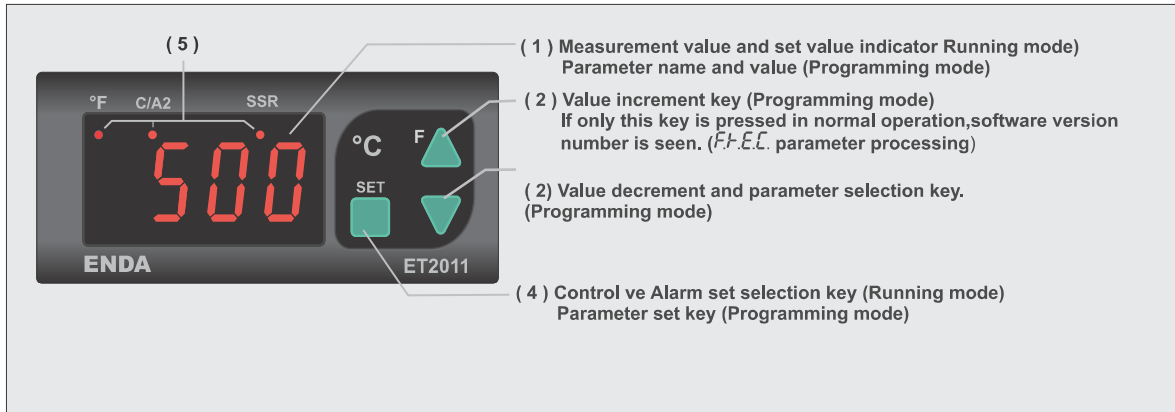 ( 5 )
( 1 ) Measurement value and set value indicator Running mode)
Parameter name and value (Programming mode)
°F C/A2 SSR
( 2 ) Value increment key (Programming mode)
If only this key is pressed in normal operation,software version
number is seen. (F.t.E.C. parameter processing)
500
°C
F
SET
(2) Value decrement and parameter selection key.
(Programming mode)
ENDA
ET2011
( 4 ) Control ve Alarm set selection key (Running mode)
Parameter set key (Programming mode)